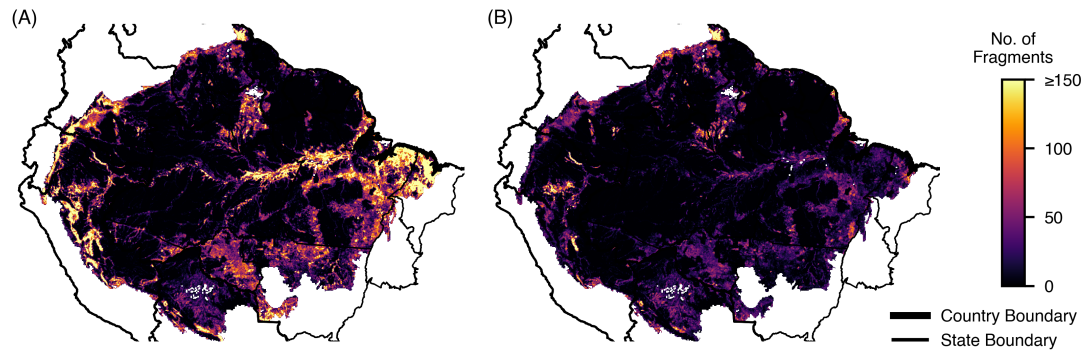 (A)
(B)
No. of
Fragments
≥150
100
50
0
Country Boundary
State Boundary